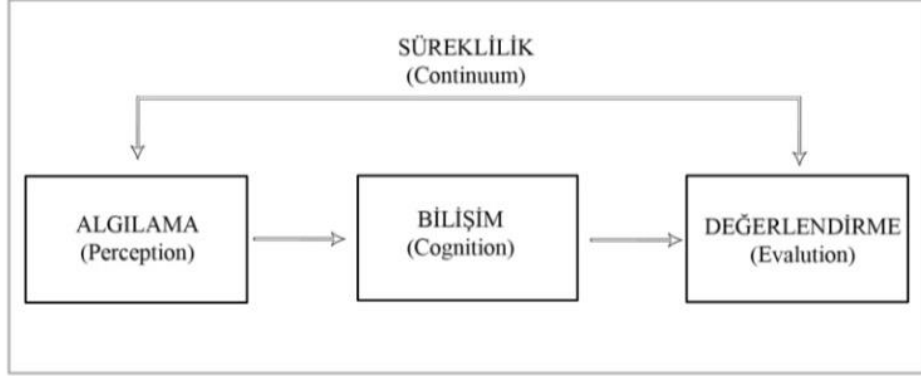 SÜREKLİLİK
(Continuum)
ALGILAMA
(Perception)
BİLİŞİM
(Cognition)
DEĞERLENDİRME
(Evalution)